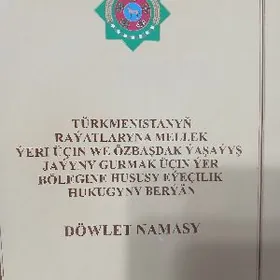 TÜRKMENISTANYŇ
RAÝATLARYNA MELLEK
ÝERI ÜÇIN WE ÖZBAŞDAK ÝAŞAÝYŞ
JAÝYNY GURMAK ÜÇIN ÝER
BÖLEGINE HUSUSY EÝEÇILIK
HUKUGYNY BERÝÄN
DÖWLET NAMASY